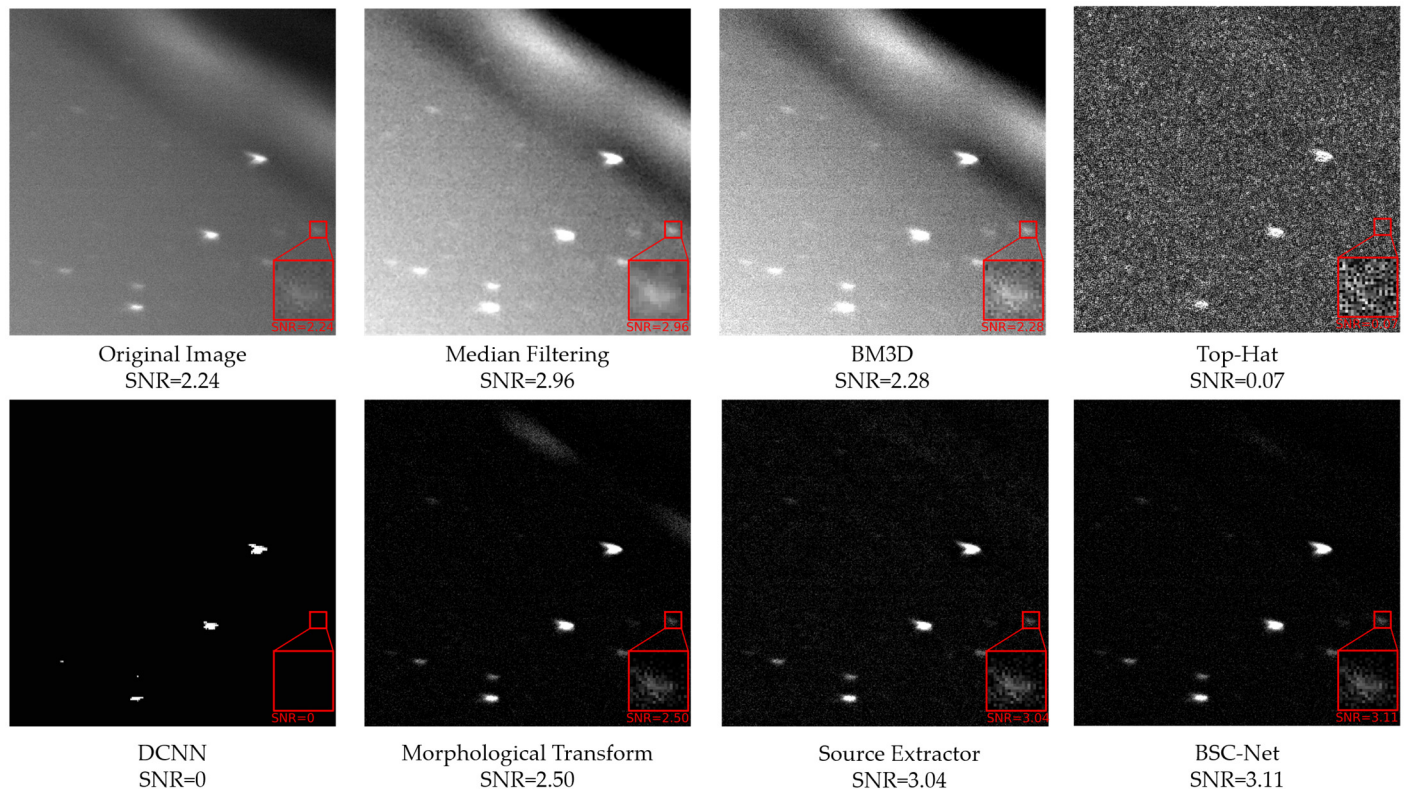 SNR=2.24
SNR=2.96
SNR=2.28
SNR=0.07
Original Image
SNR=2.24
Median Filtering
SNR=2.96
BM3D
SNR=2.28
Top-Hat
SNR=0.07
SNR=0
SNR=2.50
SNR=3.04
SNR=3.11
DCNN
SNR=0
Morphological Transform
SNR=2.50
Source Extractor
SNR=3.04
BSC-Net
SNR=3.11